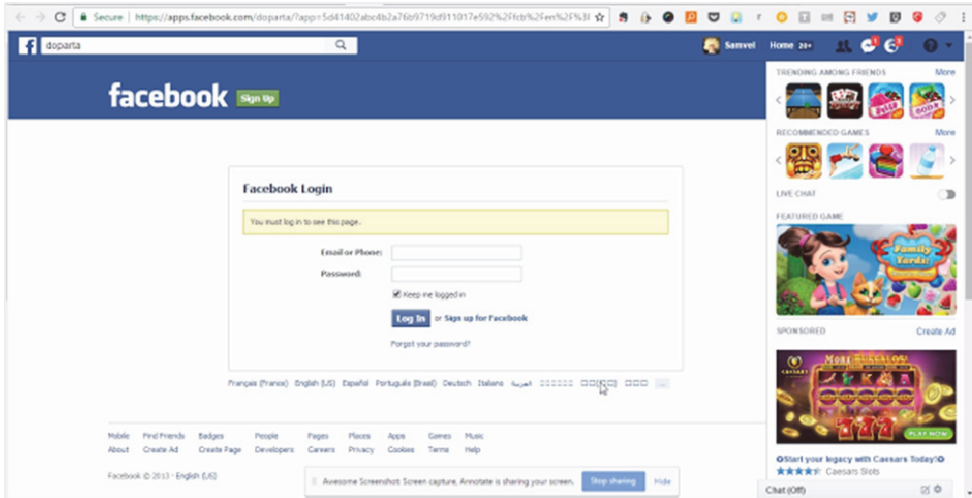 Secure | https://apps.facebook.com/doparta/?app=5d41402abc4b2a76b9719d911017e592%2Ffcb%2Fen%2F%3
doparta
Samvel Home 20+ 1 3
facebook Sign Up
TRENDING AMONG FRIENDS More
RECOMMENDED GAMES More
LIVE CHAT
FEATURED GAME
Family Yards:
SPONSORED Create Ad
CAESARS
PLAY NOW
777
Start your legacy with Caesars Today!
Caesars Slots
Chat (Off)
Facebook Login
You must log in to see this page.
Email or Phone:
Password:
Keep me logged in
Log In or Sign up for Facebook
Forgot your password?
Français (France) English (US) Español Português (Brasil) Deutsch Italiano العربية
Mobile Find Friends Badges People Pages Places Apps Games Music
About Create Ad Create Page Developers Careers Privacy Cookies Terms Help
Facebook © 2013 · English (US)
Awesome Screenshot: Screen capture, Annotate is sharing your screen. Stop sharing Hide